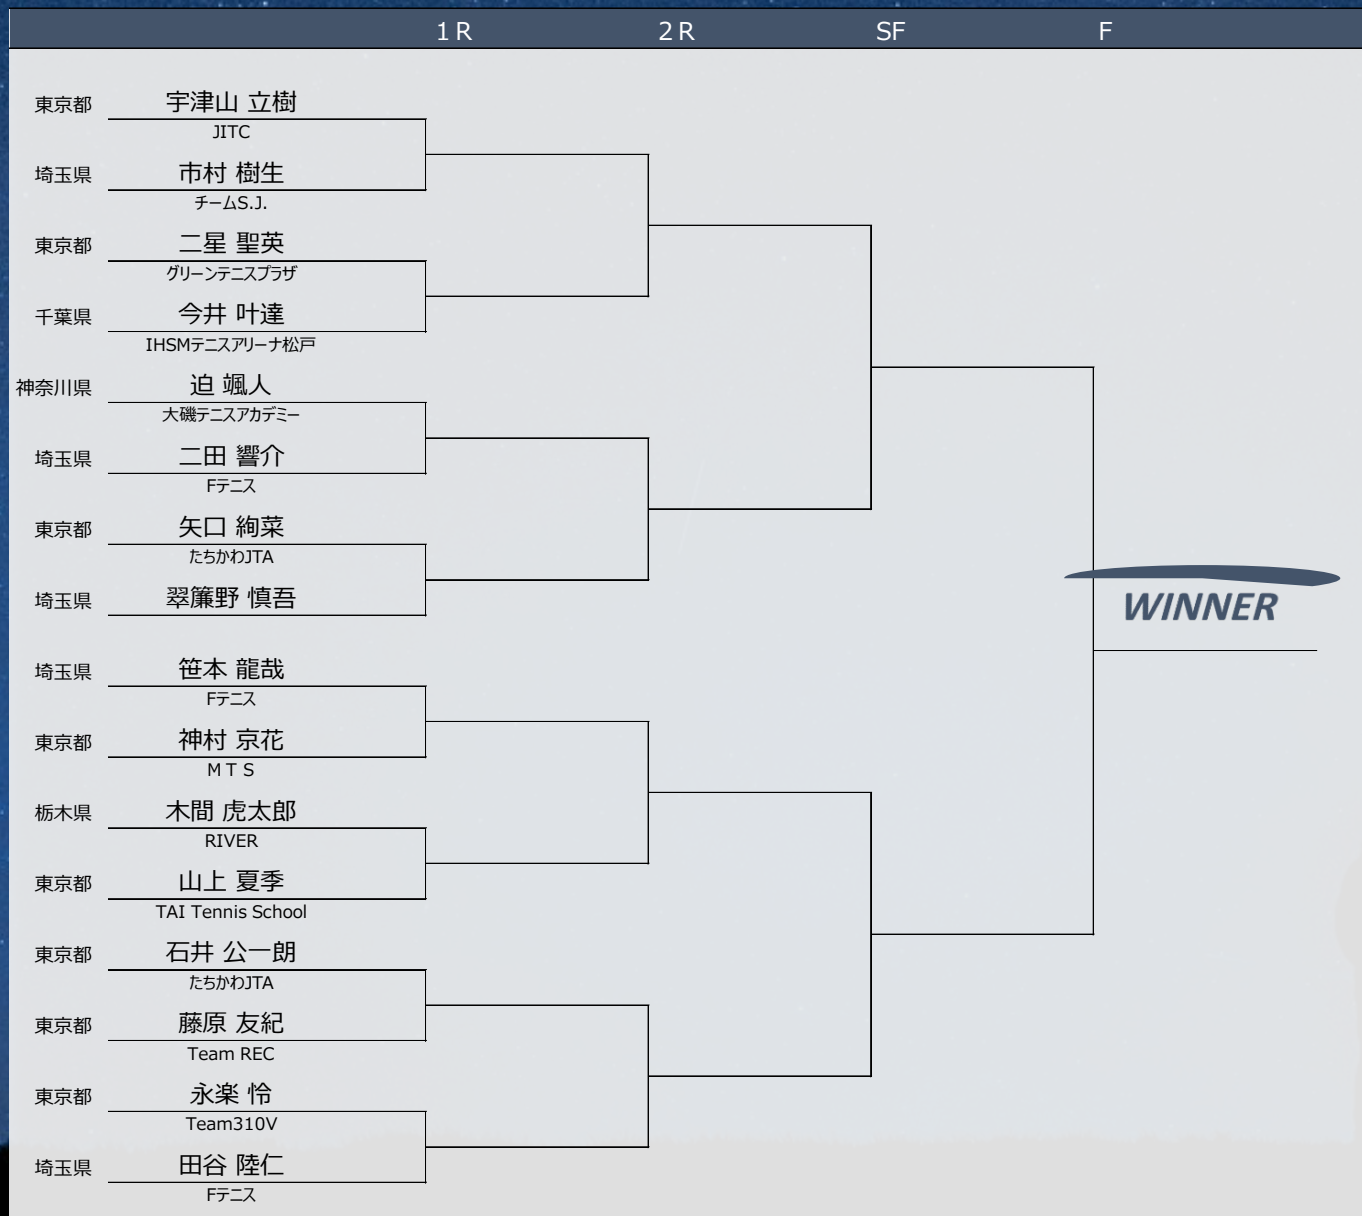 1R 2R SF F
東京都 宇津山 立樹
JITC
埼玉県 市村 樹生
チームS.J.
東京都 二星 聖英
グリーンテニスプラザ
千葉県 今井 叶達
IHSMテニスアリーナ松戸
神奈川県 迫 颯人
大磯テニスアカデミー
埼玉県 二田 響介
Fテニス
東京都 矢口 絢菜
たちかわJTA
埼玉県 翠簾野 慎吾
WINNER
埼玉県 笹本 龍哉
Fテニス
東京都 神村 京花
MTS
栃木県 木間 虎太郎
RIVER
東京都 山上 夏季
TAI Tennis School
東京都 石井 公一朗
たちかわJTA
東京都 藤原 友紀
Team REC
東京都 永楽 怜
Team310V
埼玉県 田谷 陸仁
Fテニス